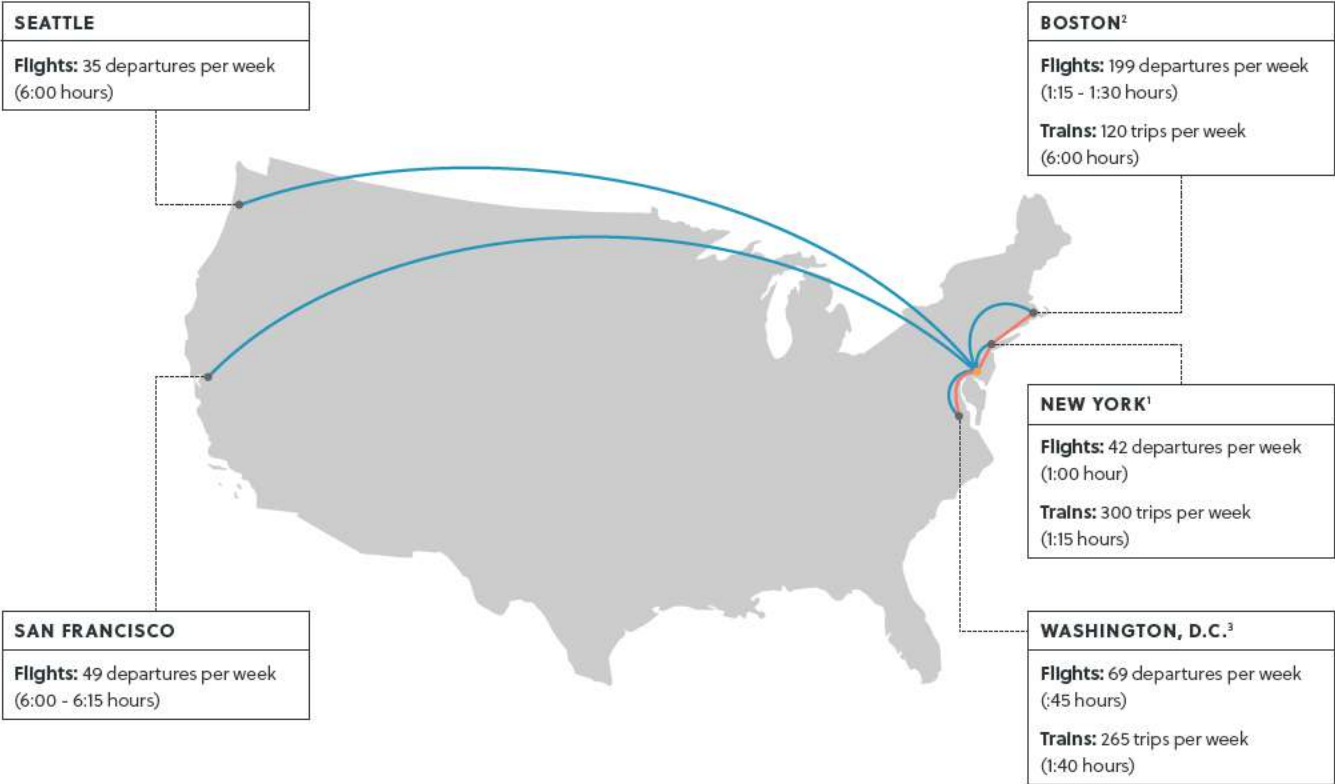 SEATTLE
Flights: 35 departures per week
(6:00 hours)
BOSTON²
Flights: 199 departures per week
(1:15 - 1:30 hours)
Trains: 120 trips per week
(6:00 hours)
NEW YORK¹
Flights: 42 departures per week
(1:00 hour)
Trains: 300 trips per week
(1:15 hours)
SAN FRANCISCO
Flights: 49 departures per week
(6:00 - 6:15 hours)
WASHINGTON, D.C.³
Flights: 69 departures per week
(:45 hours)
Trains: 265 trips per week
(1:40 hours)